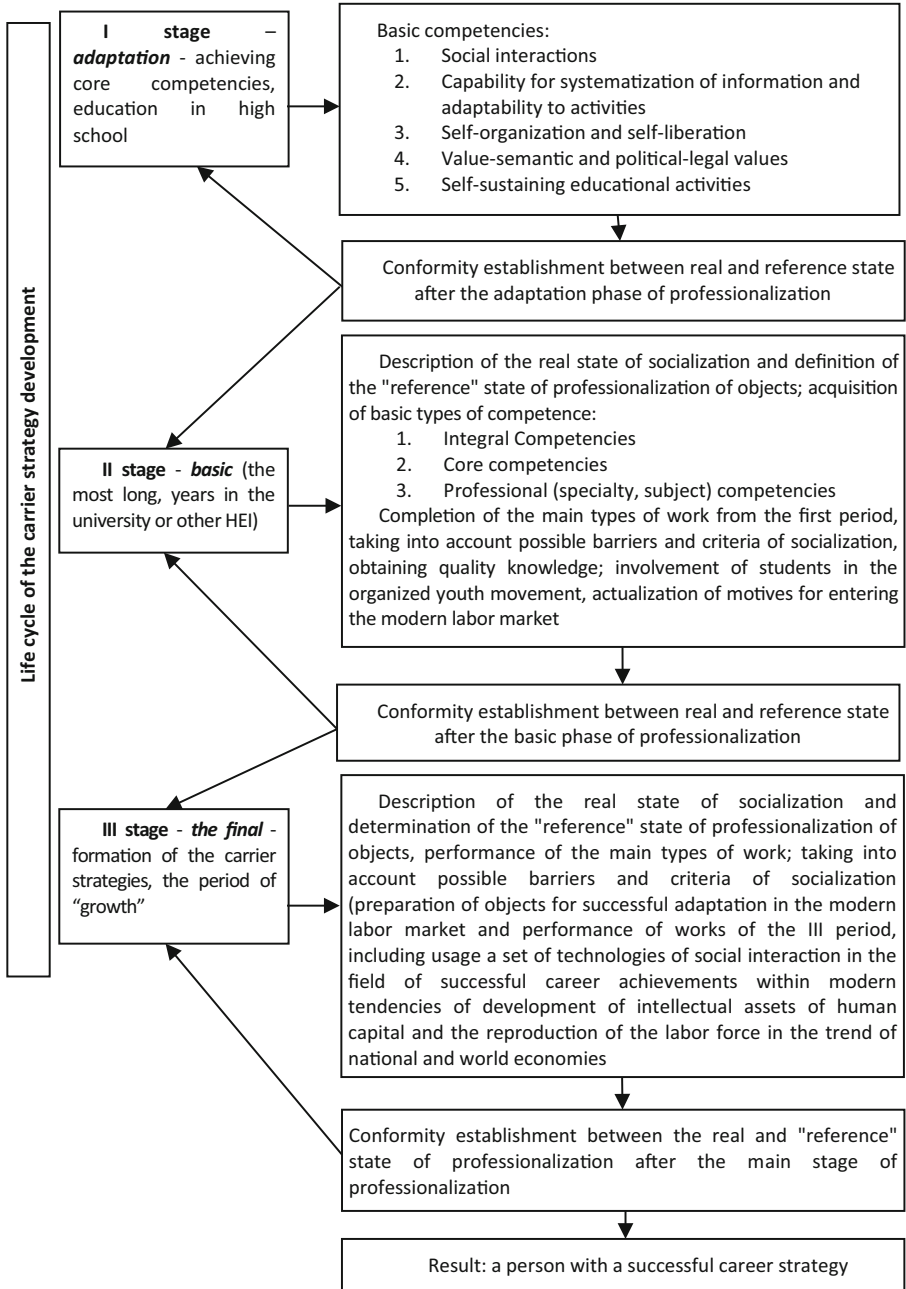 Life cycle of the carrier strategy development
I stage –
adaptation - achieving
core competencies,
education in high
school
Basic competencies:
1. Social interactions
2. Capability for systematization of information and
adaptability to activities
3. Self-organization and self-liberation
4. Value-semantic and political-legal values
5. Self-sustaining educational activities
Conformity establishment between real and reference state
after the adaptation phase of professionalization
II stage - basic (the
most long, years in the
university or other HEI)
Description of the real state of socialization and definition of
the "reference" state of professionalization of objects; acquisition
of basic types of competence:
1. Integral Competencies
2. Core competencies
3. Professional (specialty, subject) competencies
Completion of the main types of work from the first period,
taking into account possible barriers and criteria of socialization,
obtaining quality knowledge; involvement of students in the
organized youth movement, actualization of motives for entering
the modern labor market
Conformity establishment between real and reference state
after the basic phase of professionalization
III stage - the final -
formation of the carrier
strategies, the period of
“growth”
Description of the real state of socialization and
determination of the "reference" state of professionalization of
objects, performance of the main types of work; taking into
account possible barriers and criteria of socialization
(preparation of objects for successful adaptation in the modern
labor market and performance of works of the III period,
including usage a set of technologies of social interaction in the
field of successful career achievements within modern
tendencies of development of intellectual assets of human
capital and the reproduction of the labor force in the trend of
national and world economies
Conformity establishment between the real and "reference"
state of professionalization after the main stage of
professionalization
Result: a person with a successful career strategy